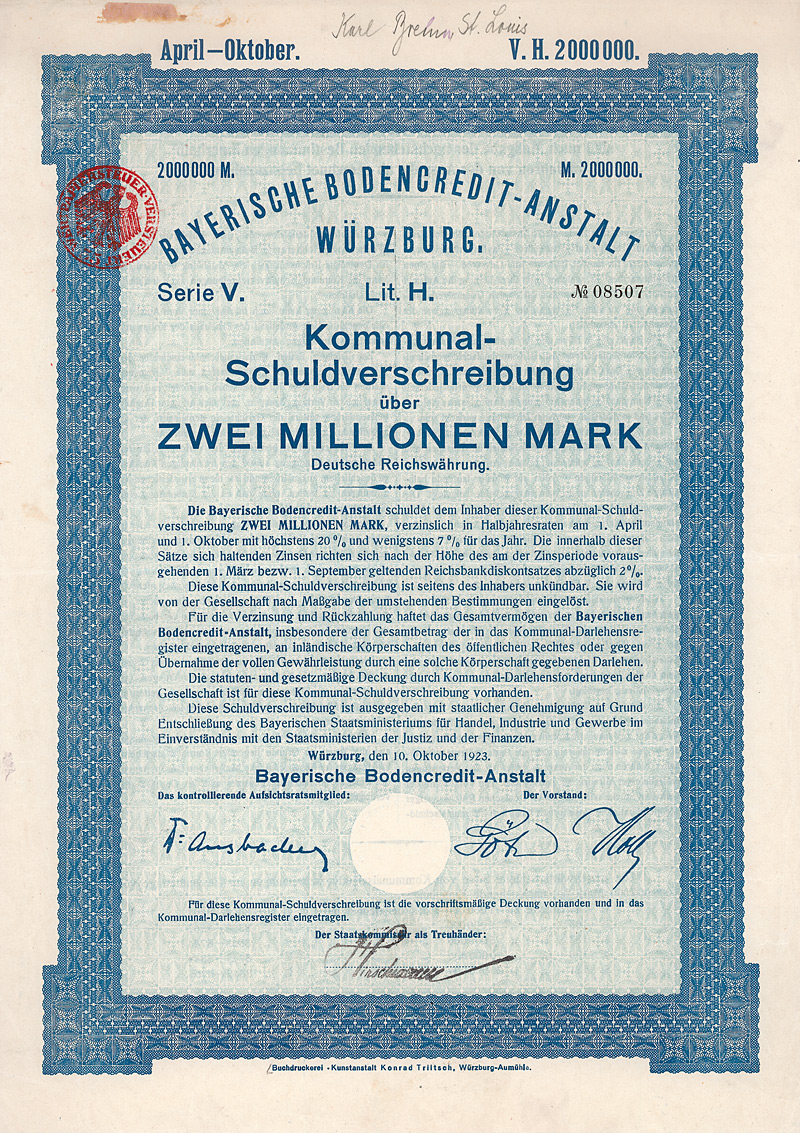 Karl Brehm St. Louis
April—Oktober. V. H. 2000000.
2000000 M. M. 2000000.
BAYERISCHE BODENCREDIT-ANSTALT
WÜRZBURG.
Serie V. Lit. H. № 08507
Kommunal-
Schuldverschreibung
über
ZWEI MILLIONEN MARK
Deutsche Reichswährung.
Die Bayerische Bodencredit-Anstalt schuldet dem Inhaber dieser Kommunal-Schuld-
verschreibung ZWEI MILLIONEN MARK, verzinslich in Halbjahresraten am 1. April
und 1. Oktober mit höchstens 20% und wenigstens 7% für das Jahr. Die innerhalb dieser
Sätze sich haltenden Zinsen richten sich nach der Höhe des am der Zinsperiode voraus-
gehenden 1. März bezw. 1. September geltenden Reichsbankdiskontsatzes abzüglich 2%.
Diese Kommunal-Schuldverschreibung ist seitens des Inhabers unkündbar. Sie wird
von der Gesellschaft nach Maßgabe der umstehenden Bestimmungen eingelöst.
Für die Verzinsung und Rückzahlung haftet das Gesamtvermögen der Bayerischen
Bodencredit-Anstalt, insbesondere der Gesamtbetrag der in das Kommunal-Darlehensre-
gister eingetragenen, an inländische Körperschaften des öffentlichen Rechtes oder gegen
Übernahme der vollen Gewährleistung durch eine solche Körperschaft gegebenen Darlehen.
Die statuten- und gesetzmäßige Deckung durch Kommunal-Darlehensforderungen der
Gesellschaft ist für diese Kommunal-Schuldverschreibung vorhanden.
Diese Schuldverschreibung ist ausgegeben mit staatlicher Genehmigung auf Grund
Entschließung des Bayerischen Staatsministeriums für Handel, Industrie und Gewerbe im
Einverständnis mit den Staatsministerien der Justiz und der Finanzen.
Würzburg, den 10. Oktober 1923.
Bayerische Bodencredit-Anstalt
Das kontrollierende Aufsichtsratsmitglied: Der Vorstand:
Für diese Kommunal-Schuldverschreibung ist die vorschriftsmäßige Deckung vorhanden und in das
Kommunal-Darlehensregister eingetragen.
Der Staatskommissär als Treuhänder:
Buchdruckerei - Kunstanstalt Konrad Triltsch, Würzburg-Aumühle.